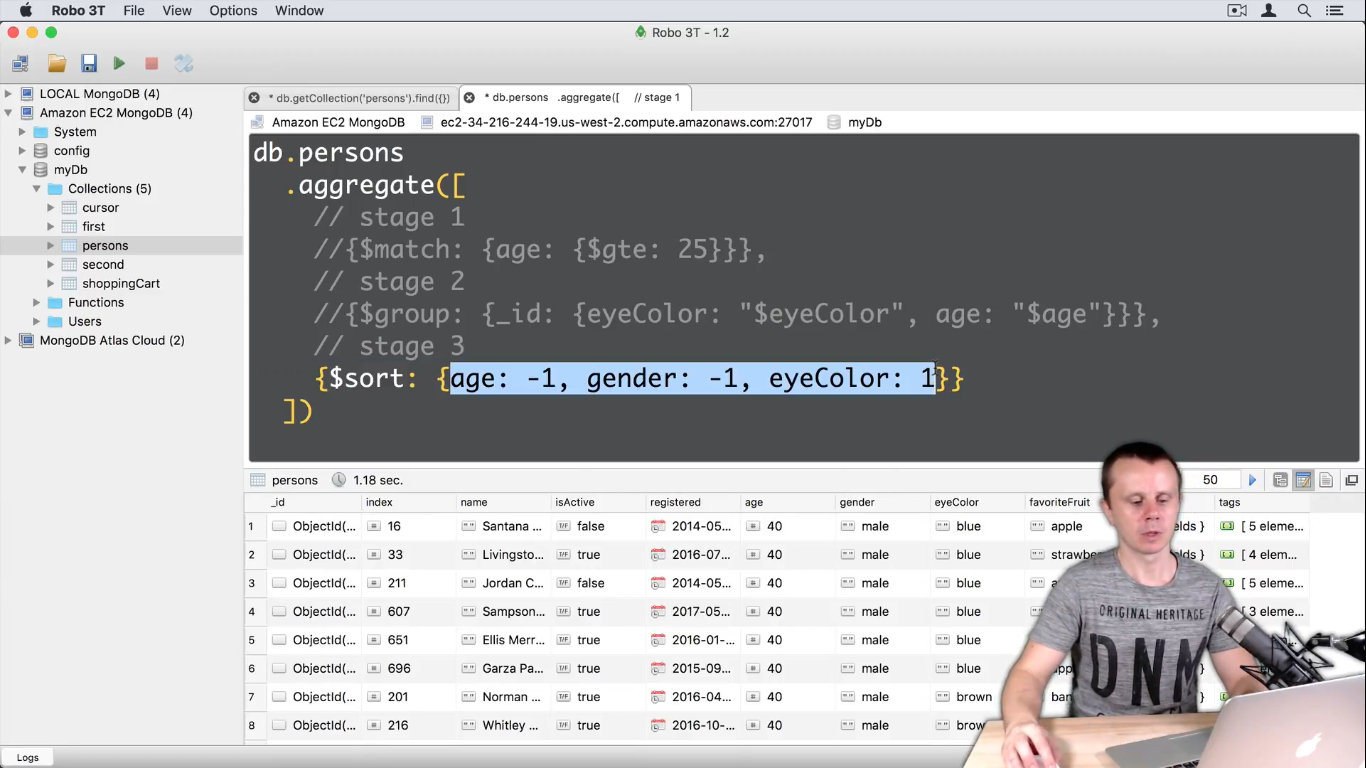 Robo 3T File View Options Window
Robo 3T - 1.2
LOCAL MongoDB (4)
Amazon EC2 MongoDB (4)
System
config
myDb
Collections (5)
cursor
first
persons
second
shoppingCart
Functions
Users
MongoDB Atlas Cloud (2)
* db.getCollection('persons').find({}) * db.persons .aggregate([ // stage 1
Amazon EC2 MongoDB ec2-34-216-244-19.us-west-2.compute.amazonaws.com:27017 myDb
db.persons
.aggregate([
// stage 1
//{$match: {age: {$gte: 25}}},
// stage 2
//{$group: {_id: {eyeColor: "$eyeColor", age: "$age"}}},
// stage 3
{$sort: {age: -1, gender: -1, eyeColor: 1}}
])
persons 1.18 sec. 50
_id index name isActive registered age gender eyeColor favoriteFruit tags
1 ObjectId(... # 16 "" Santana ... T/F false 2014-05... # 40 "" male "" blue "" apple elds } [ 5 eleme...
2 ObjectId(... # 33 "" Livingsto... T/F true 2016-07... # 40 "" male "" blue "" strawbe elds } [ 4 elem...
3 ObjectId(... # 211 "" Jordan C... T/F false 2014-05... # 40 "" male "" blue "" elds } [ 5 eleme...
4 ObjectId(... # 607 "" Sampson... T/F true 2017-05... # 40 "" male "" blue "" [ 3 elem...
5 ObjectId(... # 651 "" Ellis Merr... T/F true 2016-01-... # 40 "" male "" blue ""
6 ObjectId(... # 696 "" Garza Pa... T/F true 2015-09... # 40 "" male "" blue ""
7 ObjectId(... # 201 "" Norman ... T/F true 2016-04... # 40 "" male "" brown "" ban
8 ObjectId(... # 216 "" Whitley ... T/F true 2016-10-... # 40 "" male "" brow
ORIGINAL HERITAGE
DNM
Logs